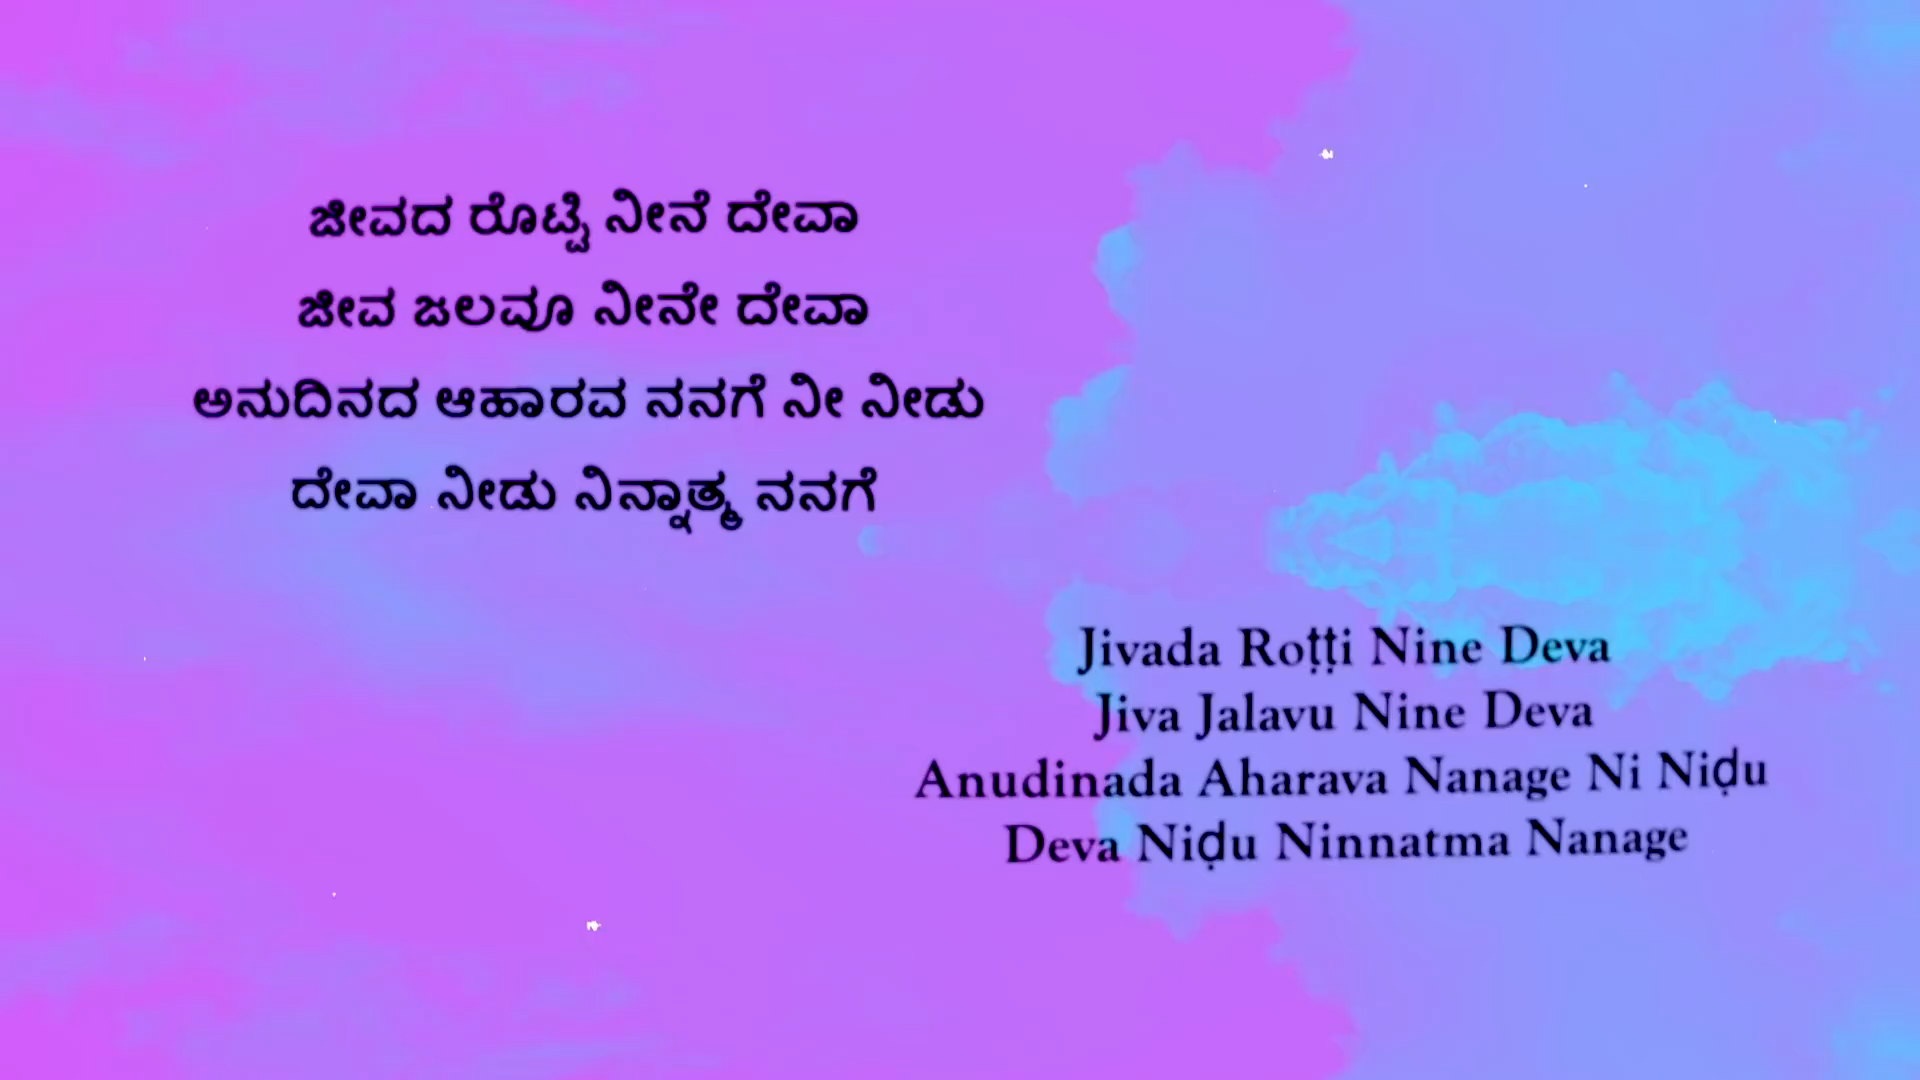 ಜೀವದ ರೊಟ್ಟಿ ನೀನೆ ದೇವಾ
ಜೀವ ಜಲವೂ ನೀನೇ ದೇವಾ
ಅನುದಿನದ ಆಹಾರವ ನನಗೆ ನೀ ನೀಡು
ದೇವಾ ನೀಡು ನಿನ್ನಾತ್ಮ ನನಗೆ
Jivada Roṭṭi Nine Deva
Jiva Jalavu Nine Deva
Anudinada Aharava Nanage Ni Niḍu
Deva Niḍu Ninnatma Nanage